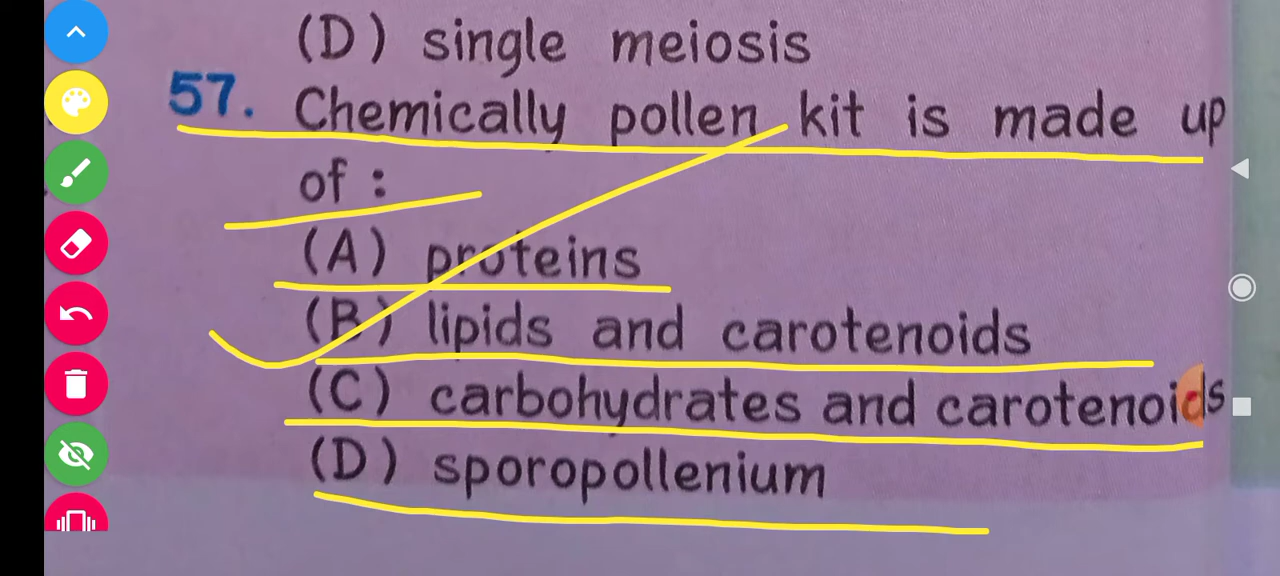 (D) single meiosis
57. Chemically pollen kit is made up
of :
(A) proteins
(B) lipids and carotenoids
(C) carbohydrates and carotenoids
(D) sporopollenium